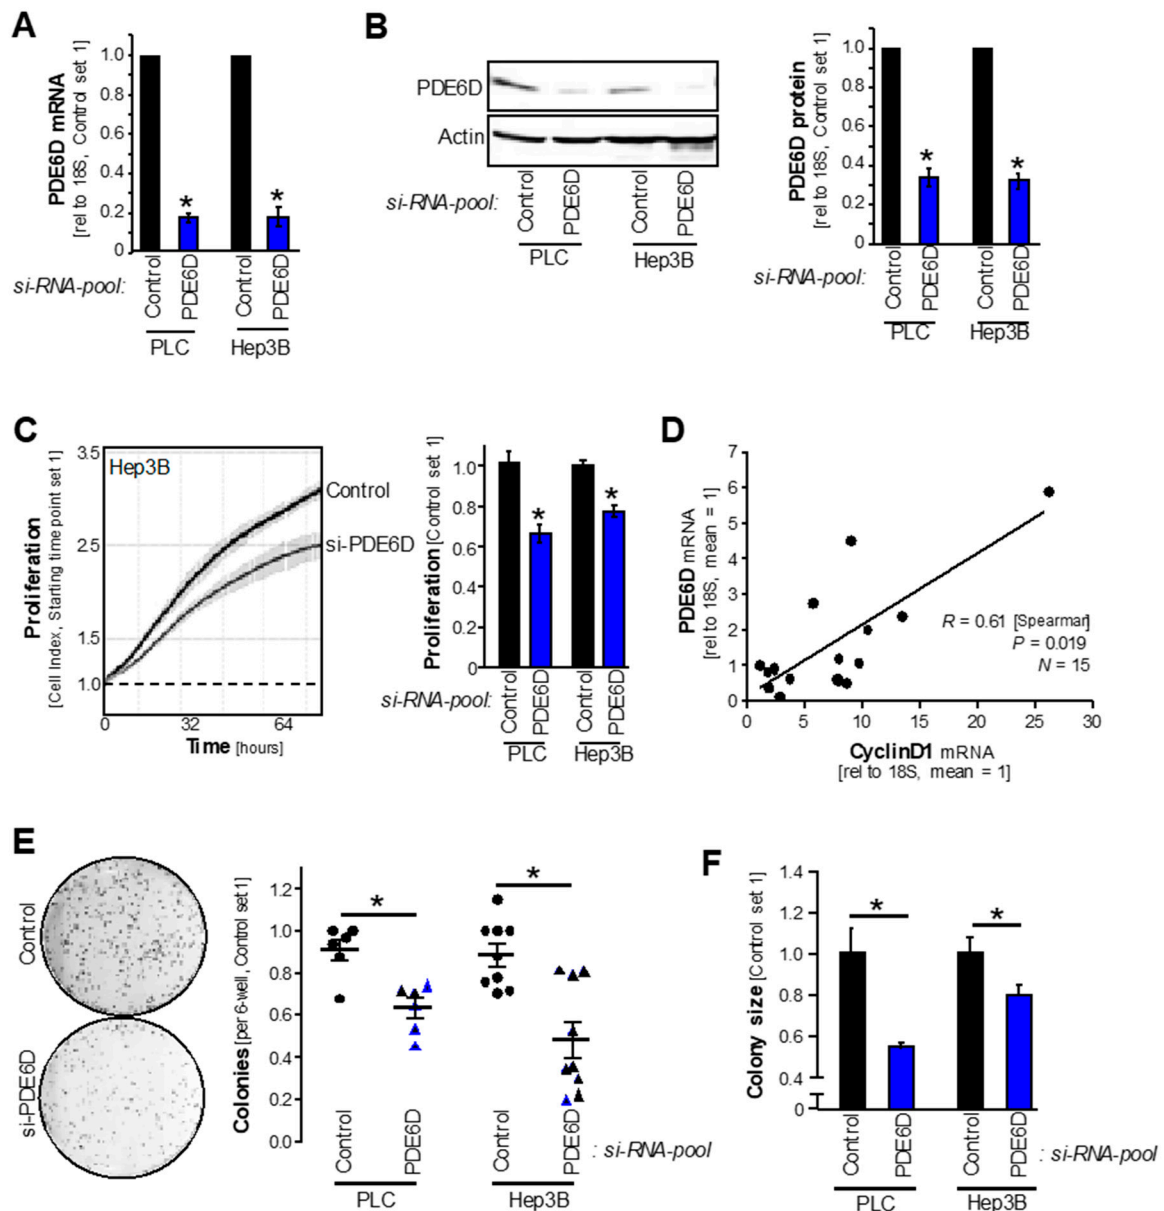 A
PDE6D mRNA
[rel to 18S, Control set 1]
1.0
0.8
0.6
0.4
0.2
0
*
*
si-RNA-pool:
Control
PDE6D
Control
PDE6D
PLC
Hep3B
B
PDE6D
Actin
si-RNA-pool:
Control
PDE6D
Control
PDE6D
PLC
Hep3B
PDE6D protein
[rel to 18S, Control set 1]
1.0
0.8
0.6
0.4
0.2
0
*
*
si-RNA-pool:
Control
PDE6D
Control
PDE6D
PLC
Hep3B
C
Proliferation
[Cell Index, Starting time point set 1]
3.5
2.5
1.5
1.0
Hep3B
Control
si-PDE6D
0
32
64
Time [hours]
Proliferation [Control set 1]
1.0
0.8
0.6
0.4
0.2
0
*
*
si-RNA-pool:
Control
PDE6D
Control
PDE6D
PLC
Hep3B
D
PDE6D mRNA
[rel to 18S, mean = 1]
7
6
5
4
3
2
1
0
R = 0.61 [Spearmar]
P = 0.019
N = 15
0
5
10
15
20
25
30
CyclinD1 mRNA
[rel to 18S, mean = 1]
E
Control
si-PDE6D
Colonies [per 6-well, Control set 1]
1.2
1.0
0.8
0.6
0.4
0.2
0.0
*
*
Control
PDE6D
Control
PDE6D
: si-RNA-pool
PLC
Hep3B
F
Colony size [Control set 1]
1.4
1.2
1.0
0.8
0.6
0.4
0
*
*
Control
PDE6D
Control
PDE6D
: si-RNA-pool
PLC
Hep3B